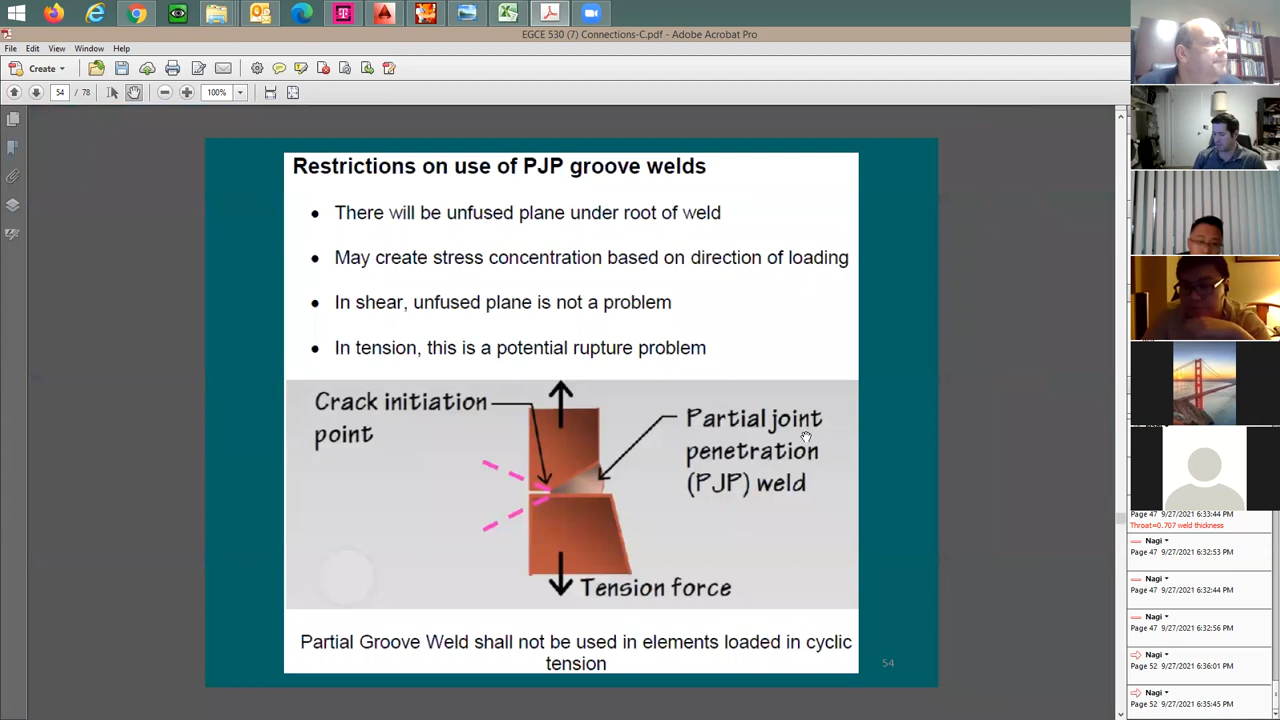 EGCE 530 (7) Connections-C.pdf - Adobe Acrobat Pro
File Edit View Window Help
Create
54 / 78 100%
Restrictions on use of PJP groove welds
• There will be unfused plane under root of weld
• May create stress concentration based on direction of loading
• In shear, unfused plane is not a problem
• In tension, this is a potential rupture problem
Crack initiation
point
Partial joint
penetration
(PJP) weld
Tension force
Partial Groove Weld shall not be used in elements loaded in cyclic
tension
54
Page 47 9/27/2021 6:33:44 PM
Throat=0.707 weld thickness
Nagi
Page 47 9/27/2021 6:32:53 PM
Nagi
Page 47 9/27/2021 6:32:44 PM
Nagi
Page 47 9/27/2021 6:32:56 PM
Nagi
Page 52 9/27/2021 6:36:01 PM
Nagi
Page 52 9/27/2021 6:35:45 PM